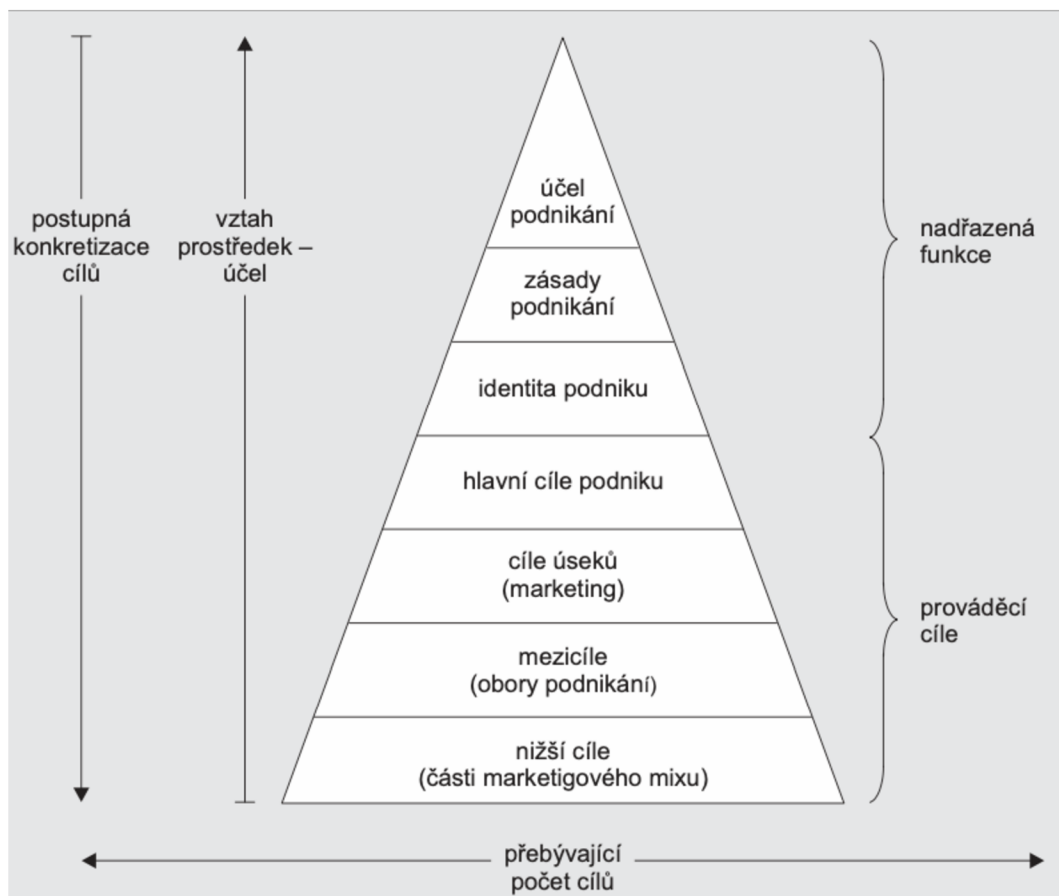 postupná
konkretizace
cílů
vztah
prostředek –
účel
účel
podnikání
zásady
podnikání
identita podniku
hlavní cíle podniku
cíle úseků
(marketing)
mezicíle
(obory podnikání)
nižší cíle
(části marketigového mixu)
nadřazená
funkce
prováděcí
cíle
přebývající
počet cílů